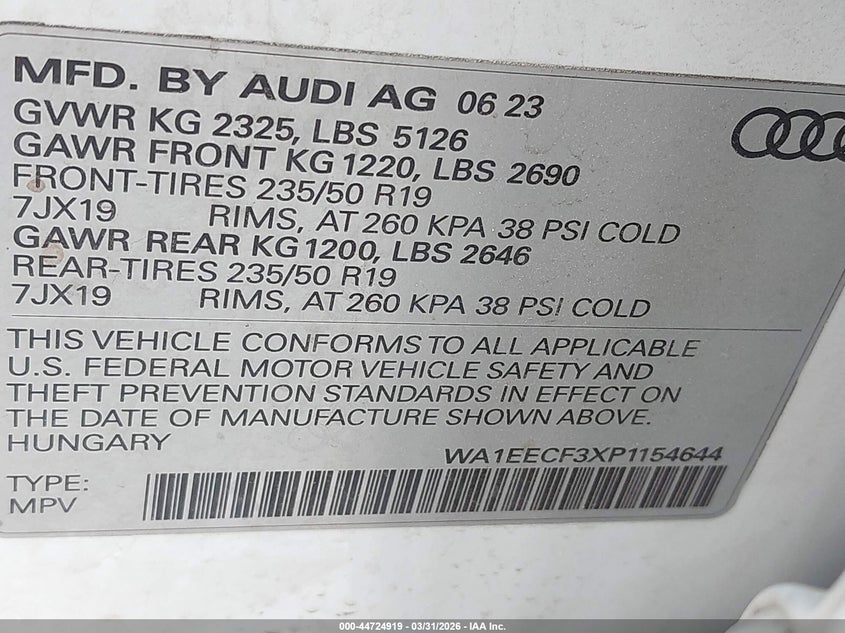 MFD. BY AUDI AG 06 23
GVWR KG 2325, LBS 5126
GAWR FRONT KG 1220, LBS 2690
FRONT-TIRES 235/50 R19
7JX19 RIMS, AT 260 KPA 38 PSI COLD
GAWR REAR KG 1200, LBS 2646
REAR-TIRES 235/50 R19
7JX19 RIMS, AT 260 KPA 38 PSI COLD
THIS VEHICLE CONFORMS TO ALL APPLICABLE
U.S. FEDERAL MOTOR VEHICLE SAFETY AND
THEFT PREVENTION STANDARDS IN EFFECT ON
THE DATE OF MANUFACTURE SHOWN ABOVE.
HUNGARY
WA1EECF3XP1154644
TYPE:
MPV
000-44724919 - 03/31/2026 - IAA Inc.